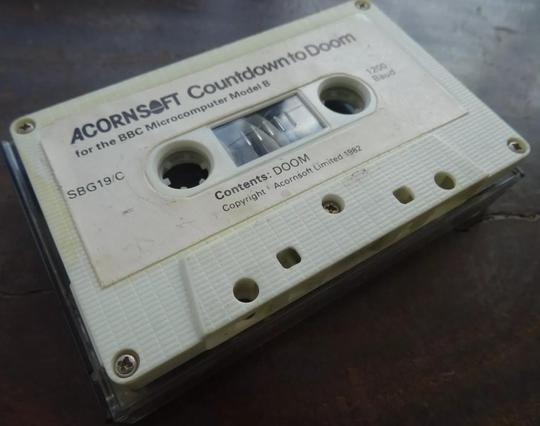 ACORNSOFT Countdown to Doom
for the BBC Microcomputer Model B
1200
Baud
SBG19/C
Contents: DOOM
Copyright Acornsoft Limited 1982